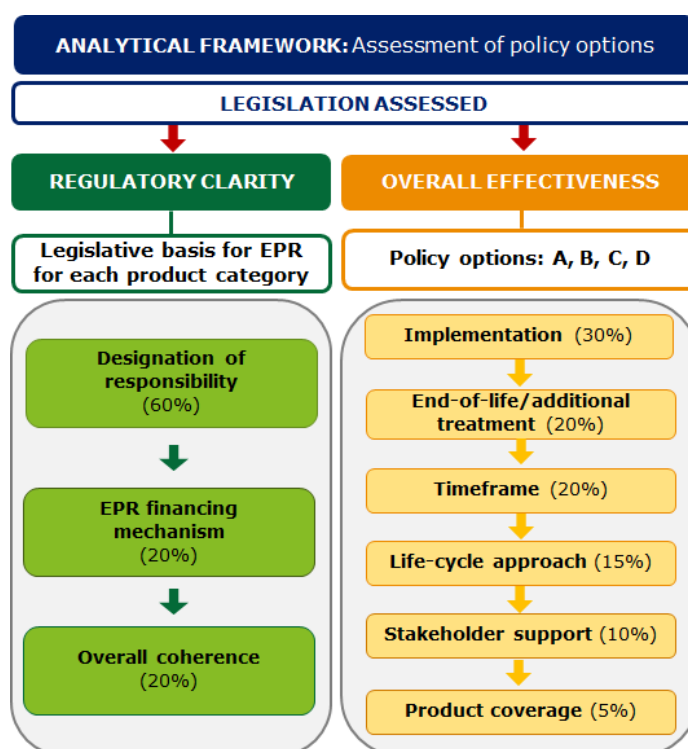 ANALYTICAL FRAMEWORK: Assessment of policy options
LEGISLATION ASSESSED
REGULATORY CLARITY
Legislative basis for EPR
for each product category
Designation of
responsibility
(60%)
EPR financing
mechanism
(20%)
Overall coherence
(20%)
OVERALL EFFECTIVENESS
Policy options: A, B, C, D
Implementation (30%)
End-of-life/additional
treatment (20%)
Timeframe (20%)
Life-cycle approach (15%)
Stakeholder support (10%)
Product coverage (5%)